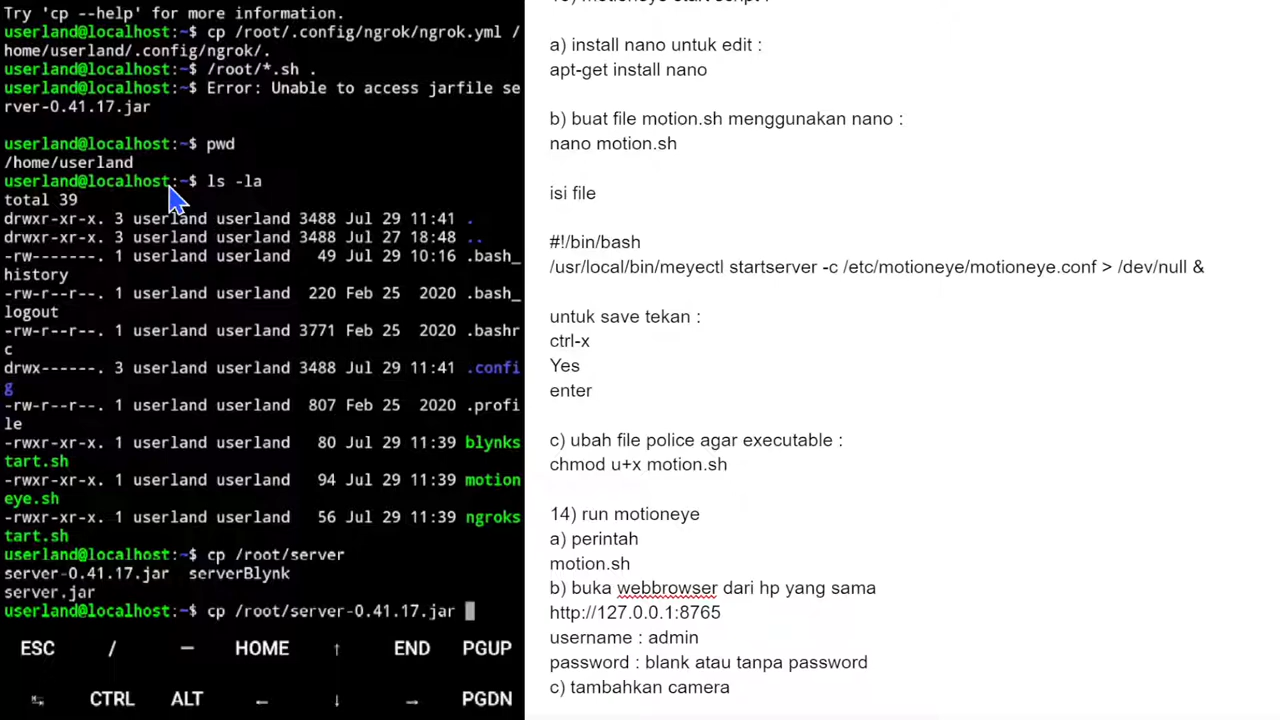 Try 'cp --help' for more information.
userland@localhost:~$ cp /root/.config/ngrok/ngrok.yml /
home/userland/.config/ngrok/.
userland@localhost:~$ /root/*.sh .
userland@localhost:~$ Error: Unable to access jarfile se
rver-0.41.17.jar
userland@localhost:~$ pwd
/home/userland
userland@localhost:~$ ls -la
total 39
drwxr-xr-x. 3 userland userland 3488 Jul 29 11:41 .
drwxr-xr-x. 3 userland userland 3488 Jul 27 18:48 ..
-rw-------. 1 userland userland   49 Jul 29 10:16 .bash_
history
-rw-r--r--. 1 userland userland  220 Feb 25  2020 .bash_
logout
-rw-r--r--. 1 userland userland 3771 Feb 25  2020 .bashr
c
drwx------. 3 userland userland 3488 Jul 29 11:41 .confi
g
-rw-r--r--. 1 userland userland  807 Feb 25  2020 .profi
le
-rwxr-xr-x. 1 userland userland   80 Jul 29 11:39 blynks
tart.sh
-rwxr-xr-x. 1 userland userland   94 Jul 29 11:39 motion
eye.sh
-rwxr-xr-x. 1 userland userland   56 Jul 29 11:39 ngroks
tart.sh
userland@localhost:~$ cp /root/server
server-0.41.17.jar  serverBlynk
server.jar
userland@localhost:~$ cp /root/server-0.41.17.jar
ESC / — HOME ↑ END PGUP
↹ CTRL ALT ← ↓ → PGDN
a) install nano untuk edit :
apt-get install nano
b) buat file motion.sh menggunakan nano :
nano motion.sh
isi file
#!/bin/bash
/usr/local/bin/meyectl startserver -c /etc/motioneye/motioneye.conf > /dev/null &
untuk save tekan :
ctrl-x
Yes
enter
c) ubah file police agar executable :
chmod u+x motion.sh
14) run motioneye
a) perintah
motion.sh
b) buka webbrowser dari hp yang sama
http://127.0.0.1:8765
username : admin
password : blank atau tanpa password
c) tambahkan camera